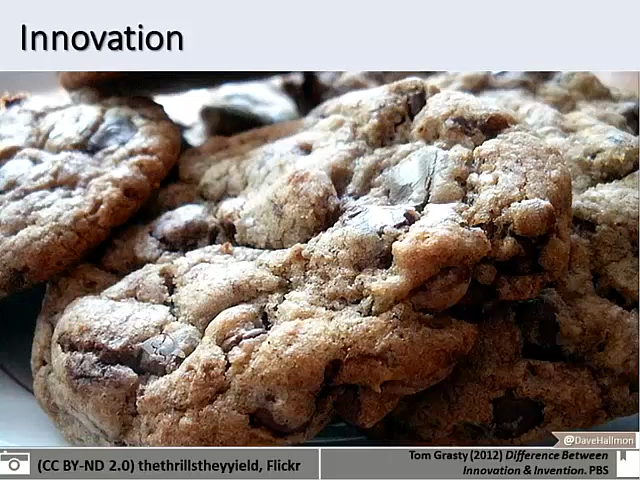 Innovation
@DaveHallmon
(CC BY-ND 2.0) thethrillstheyyield, Flickr
Tom Grasty (2012) Difference Between
Innovation & Invention. PBS